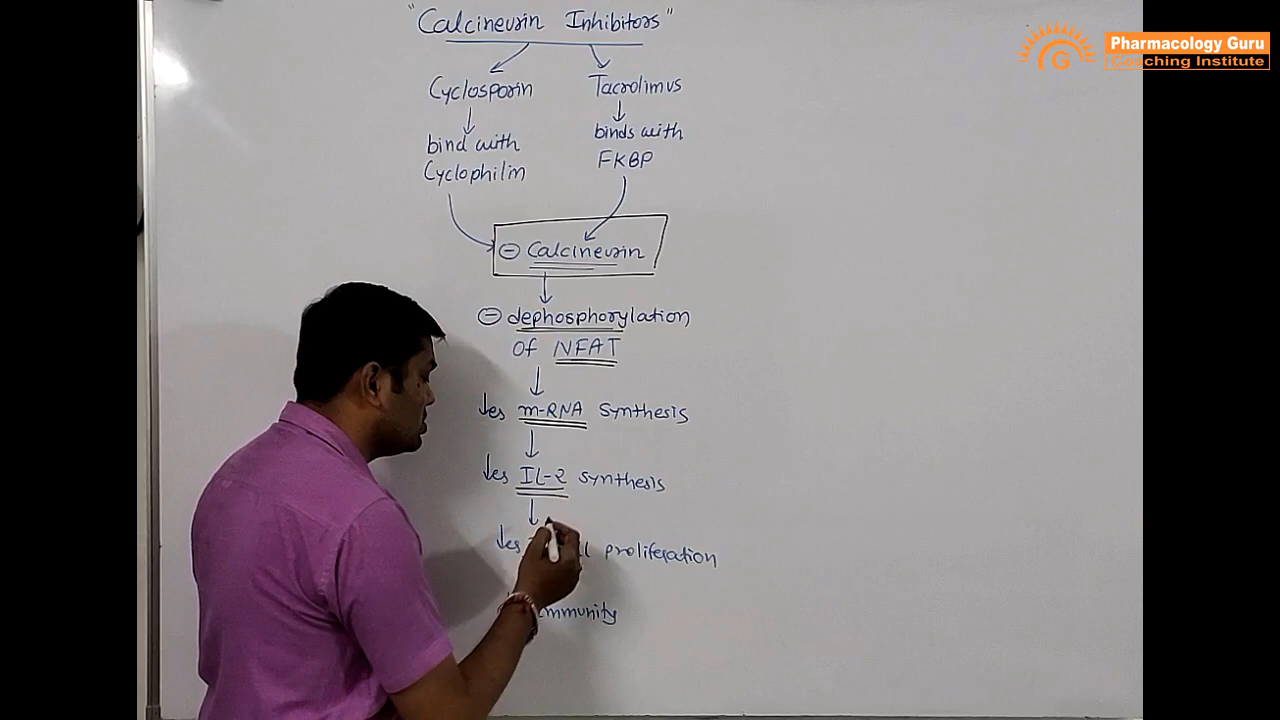 "Calcineurin Inhibitors"
Pharmacology Guru
Coaching Institute
G
Cyclosporin
Tacrolimus
bind with
Cyclophilin
binds with
FKBP
⊖ Calcineurin
⊖ dephosphorylation
of NFAT
↓es m-RNA synthesis
↓es IL-2 synthesis
↓es proliferation